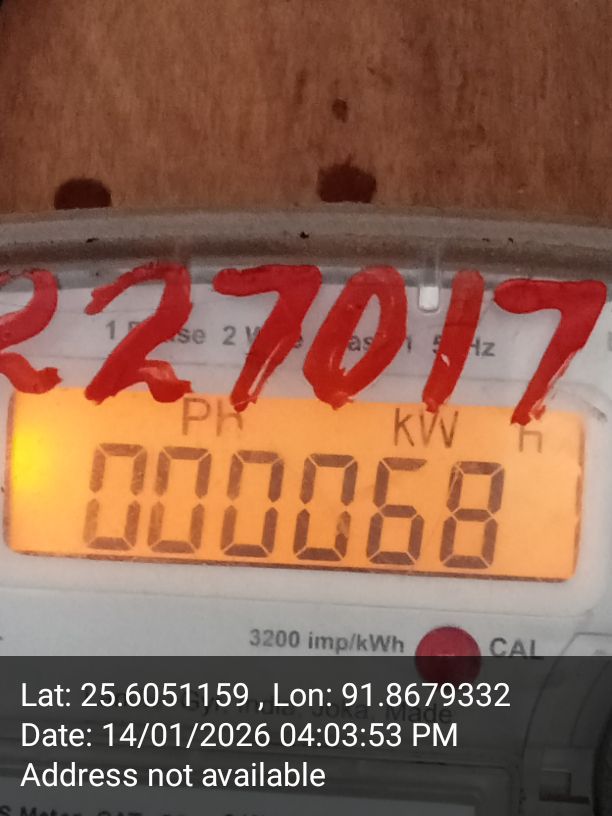 227017
1 Phase 2 Wire
Hz
Ph kW H
000068
3200 imp/kWh CAL
Lat: 25.6051159 , Lon: 91.8679332
Date: 14/01/2026 04:03:53 PM
Address not available